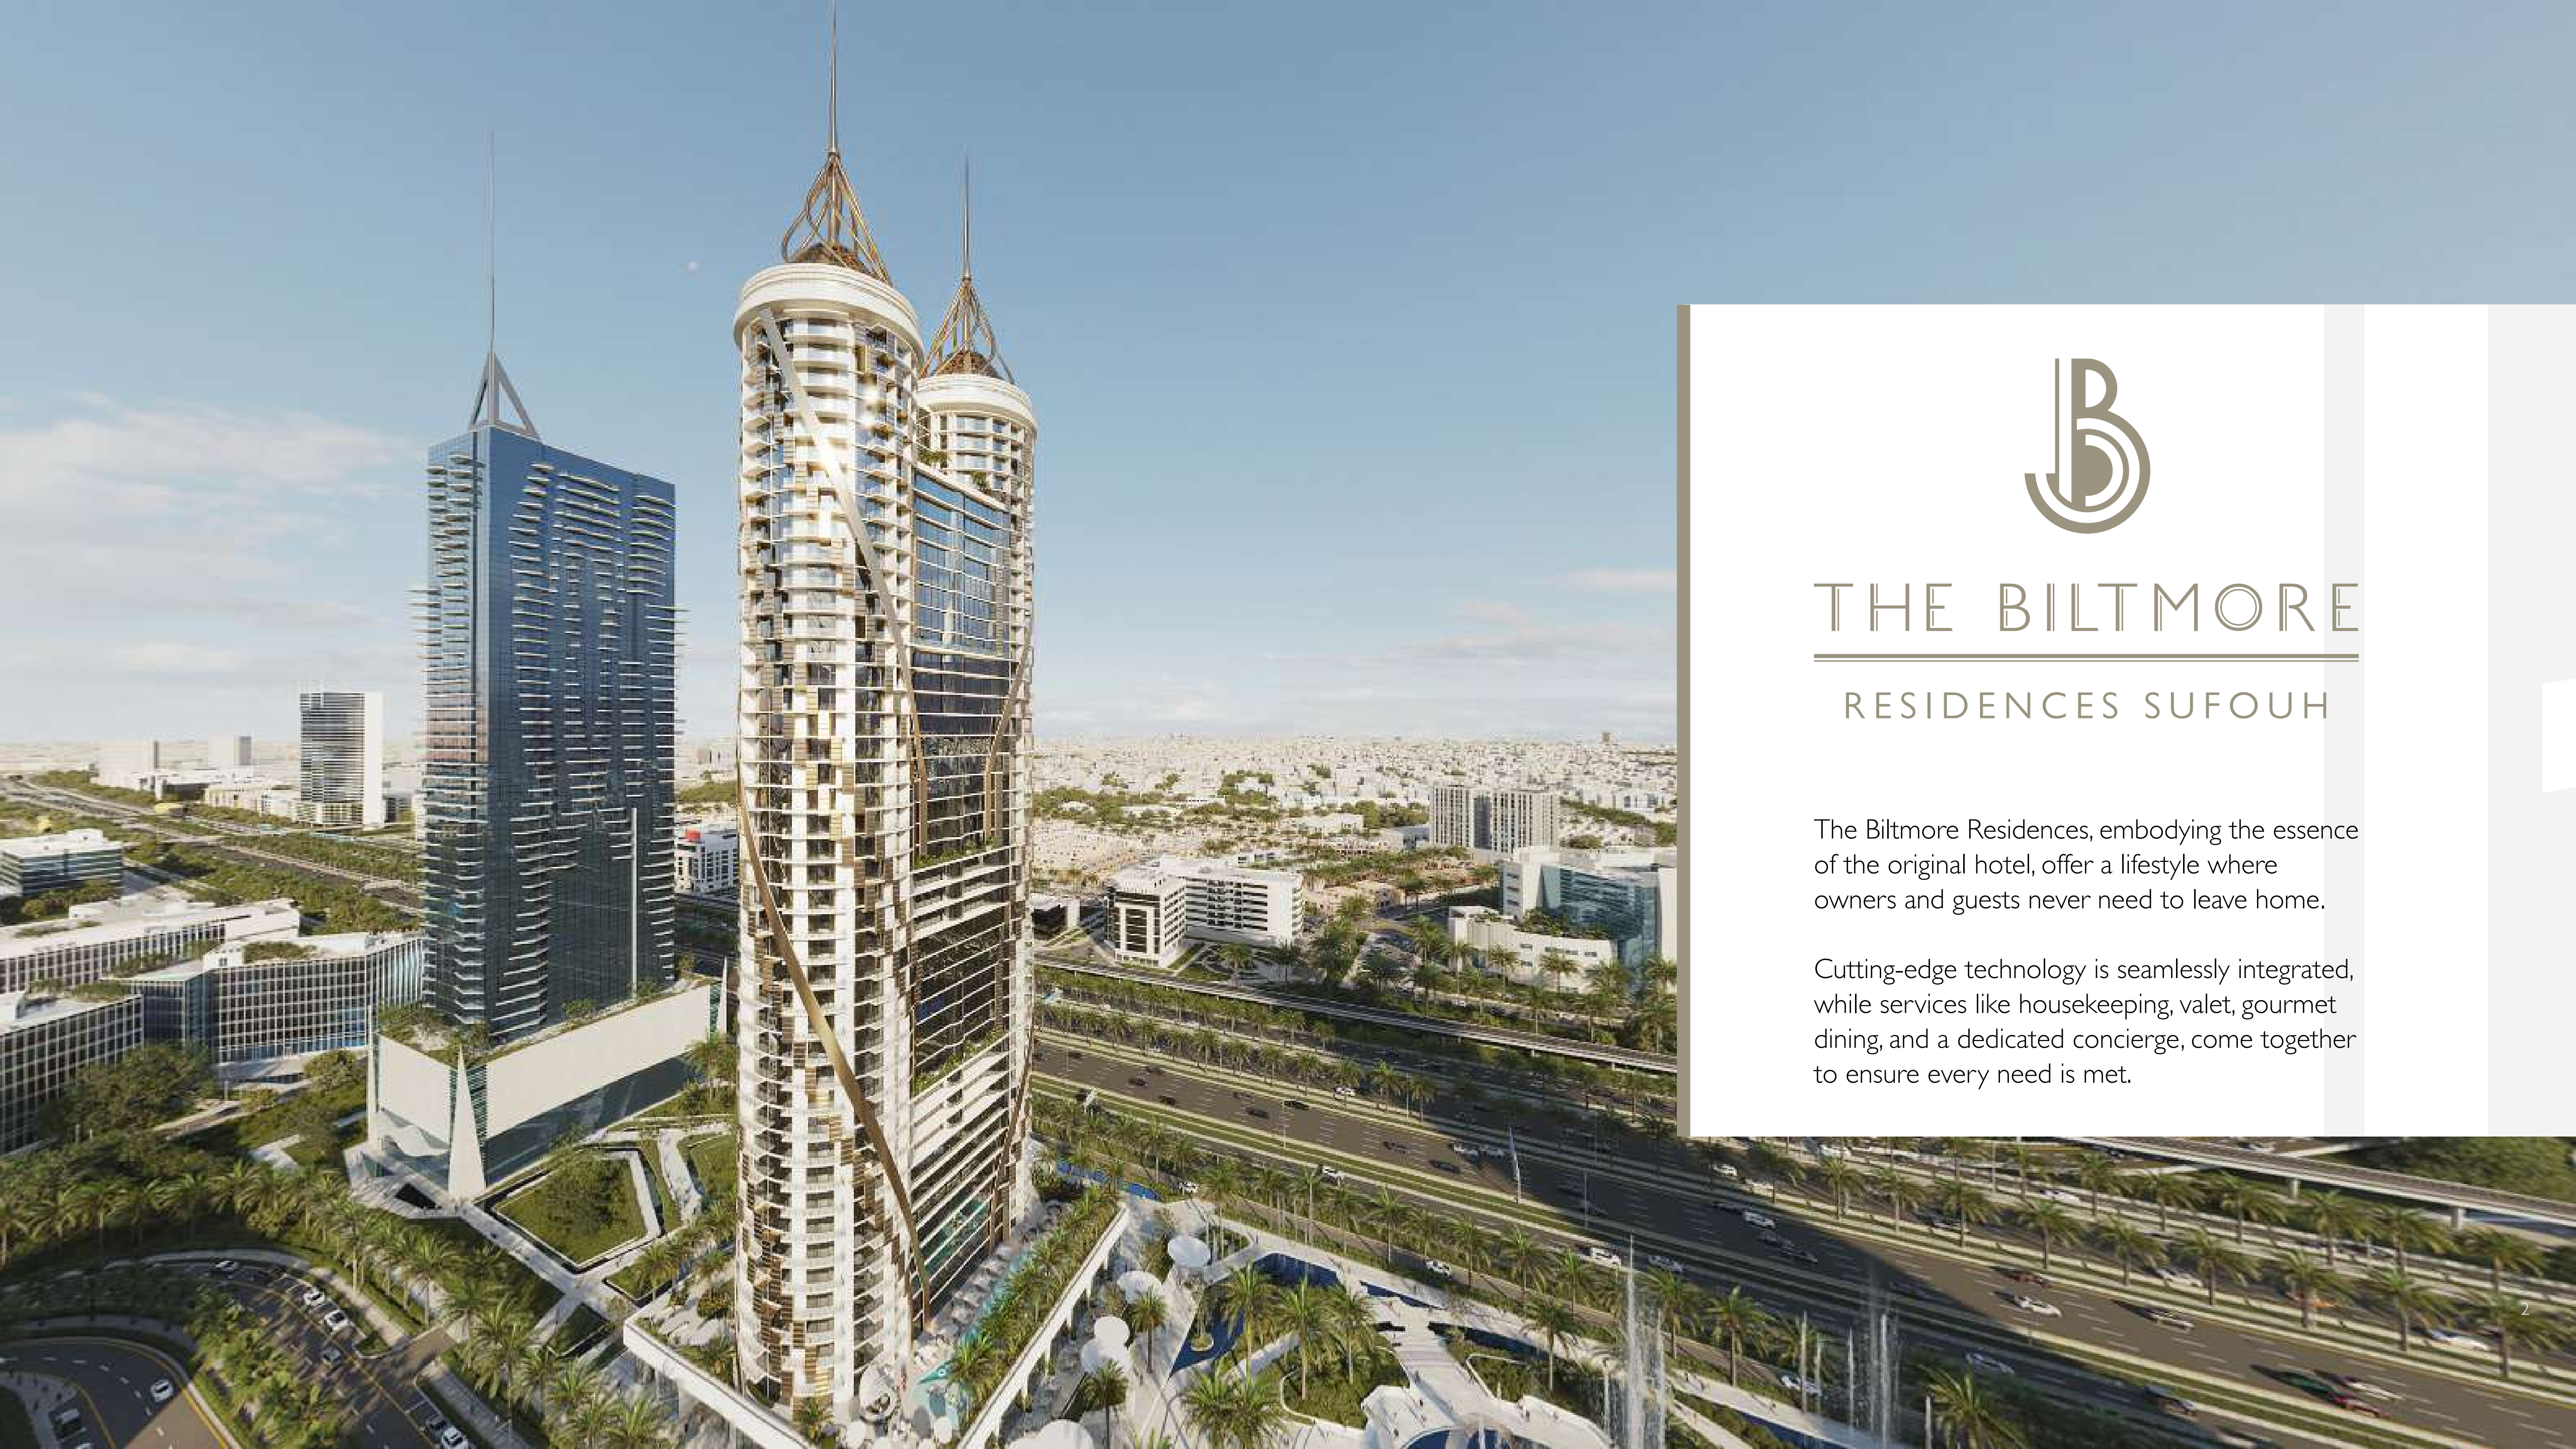 B
THE BILTMORE
RESIDENCES SUFOUH
The Biltmore Residences, embodying the essence
of the original hotel, offer a lifestyle where
owners and guests never need to leave home.
Cutting-edge technology is seamlessly integrated,
while services like housekeeping, valet, gourmet
dining, and a dedicated concierge, come together
to ensure every need is met.
2